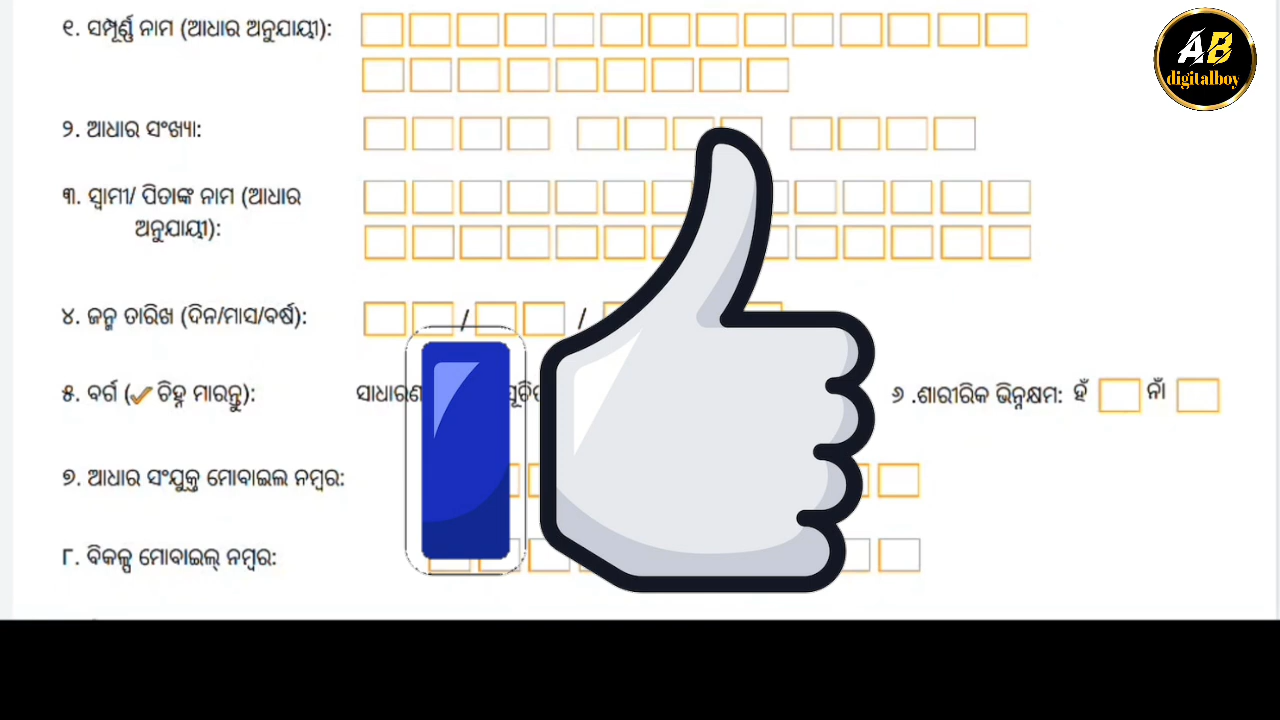 ୧. ସମ୍ପୂର୍ଣ୍ଣ ନାମ (ଆଧାର ଅନୁଯାୟୀ):
AB
digitalboy
୨. ଆଧାର ସଂଖ୍ୟା:
୩. ସ୍ୱାମୀ/ ପିତାଙ୍କ ନାମ (ଆଧାର
ଅନୁଯାୟୀ):
୪. ଜନ୍ମ ତାରିଖ (ଦିନ/ମାସ/ବର୍ଷ): / /
୫. ବର୍ଗ (✓ ଚିହ୍ନ ମାରନ୍ତୁ): ୬ .ଶାରୀରିକ ଭିନ୍ନକ୍ଷମ: ହଁ ନାଁ
୭. ଆଧାର ସଂଯୁକ୍ତ ମୋବାଇଲ ନମ୍ବର:
୮. ବିକଳ୍ପ ମୋବାଇଲ୍ ନମ୍ବର: